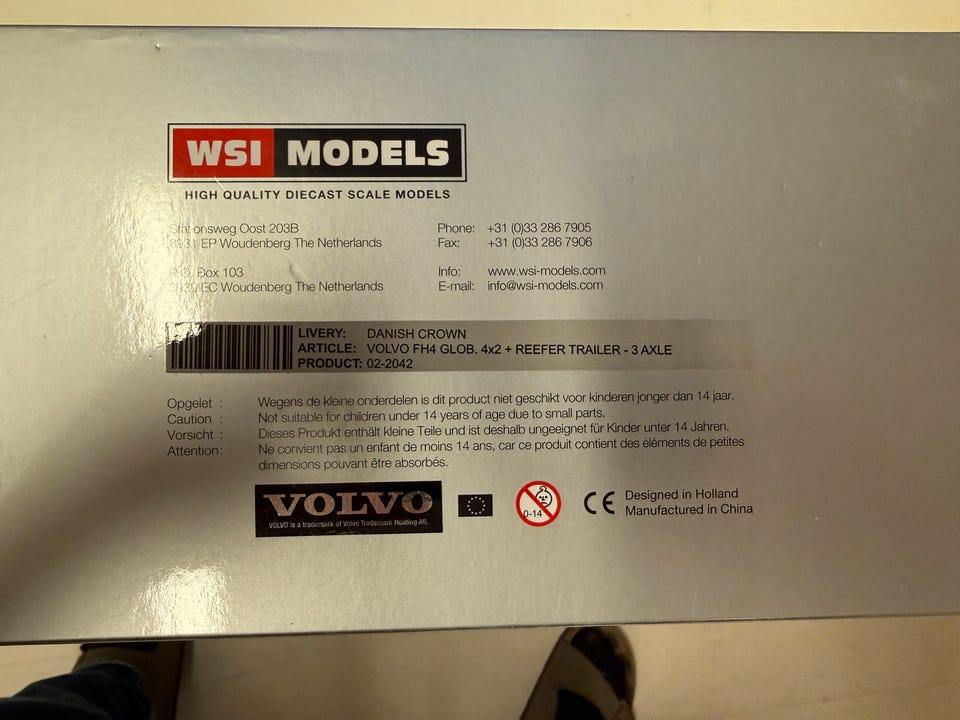 WSI MODELS
HIGH QUALITY DIECAST SCALE MODELS
Stationsweg Oost 203B
EP Woudenberg The Netherlands
P.O. Box 103
EC Woudenberg The Netherlands
Phone: +31 (0)33 286 7905
Fax: +31 (0)33 286 7906
Info: www.wsi-models.com
E-mail: info@wsi-models.com
LIVERY: DANISH CROWN
ARTICLE: VOLVO FH4 GLOB. 4x2 + REEFER TRAILER - 3 AXLE
PRODUCT: 02-2042
Opgelet : Wegens de kleine onderdelen is dit product niet geschikt voor kinderen jonger dan 14 jaar.
Caution : Not suitable for children under 14 years of age due to small parts.
Vorsicht : Dieses Produkt enthält kleine Teile und ist deshalb ungeeignet für Kinder unter 14 Jahren.
Attention: Ne convient pas un enfant de moins 14 ans, car ce produit contient des éléments de petites
dimensions pouvant être absorbés.
VOLVO
VOLVO is a trademark of Volvo Trademark Holding AB.
0-14
CE
Designed in Holland
Manufactured in China